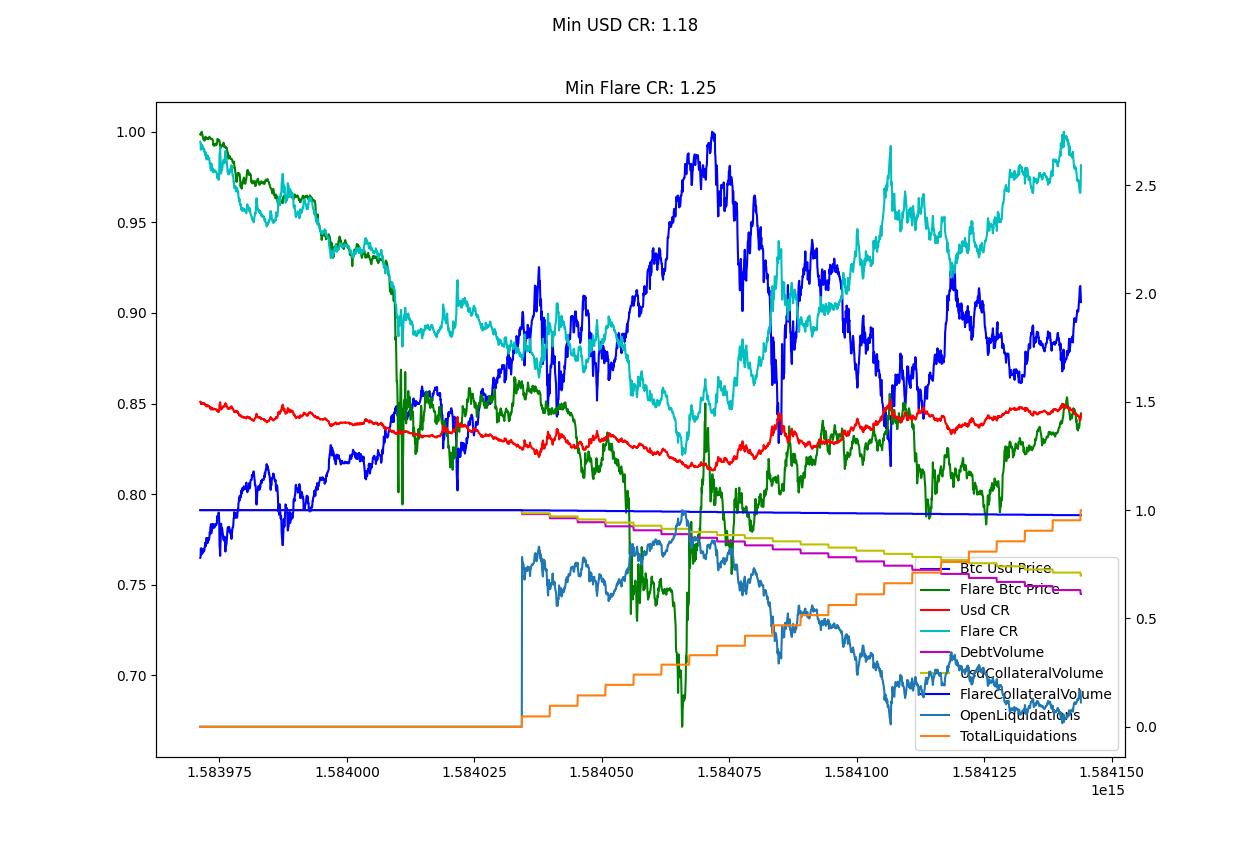 Min USD CR: 1.18
Min Flare CR: 1.25
1.00
0.95
0.90
0.85
0.80
0.75
0.70
2.5
2.0
1.5
1.0
0.5
0.0
Btc Usd Price
Flare Btc Price
Usd CR
Flare CR
DebtVolume
UsdCollateralVolume
FlareCollateralVolume
OpenLiquidations
TotalLiquidations
1.583975 1.584000 1.584025 1.584050 1.584075 1.584100 1.584125 1.584150
1e15